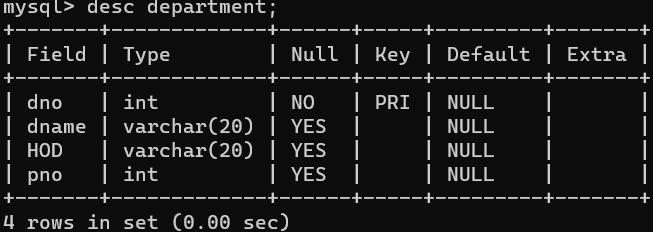 mysql> desc department;
+-------+-------------+------+-----+---------+-------+
| Field | Type        | Null | Key | Default | Extra |
+-------+-------------+------+-----+---------+-------+
| dno   | int         | NO   | PRI | NULL    |       |
| dname | varchar(20) | YES  |     | NULL    |       |
| HOD   | varchar(20) | YES  |     | NULL    |       |
| pno   | int         | YES  |     | NULL    |       |
+-------+-------------+------+-----+---------+-------+
4 rows in set (0.00 sec)